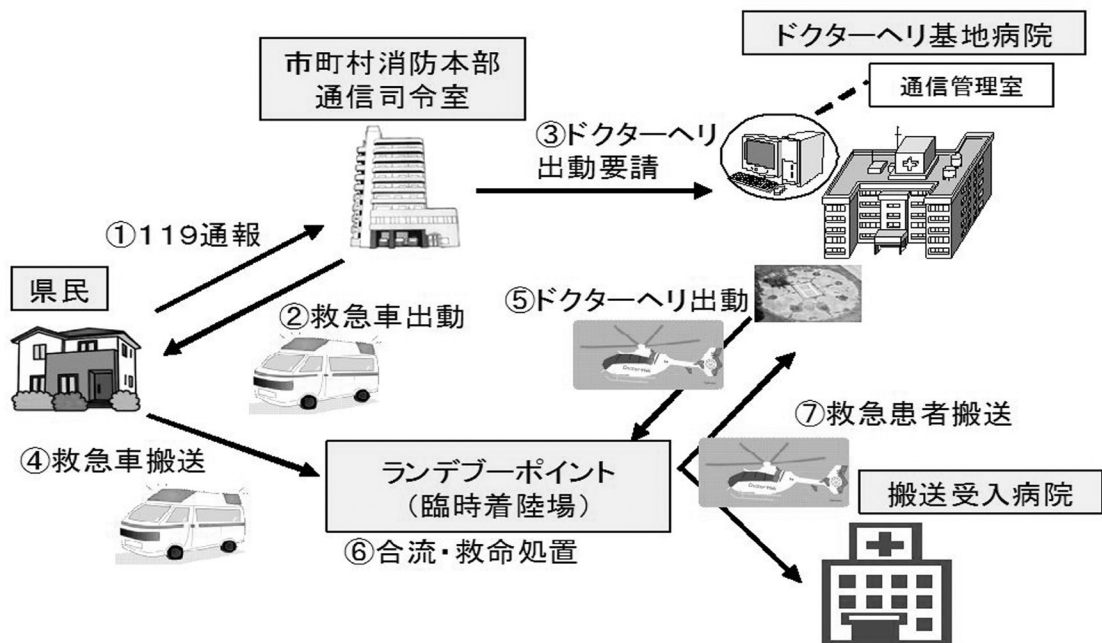 ドクターヘリ基地病院
市町村消防本部
通信司令室
通信管理室
③ドクターヘリ
出動要請
①119通報
県民
②救急車出動
⑤ドクターヘリ出動
⑦救急患者搬送
④救急車搬送
ランデブーポイント
(臨時着陸場)
搬送受入病院
⑥合流・救命処置